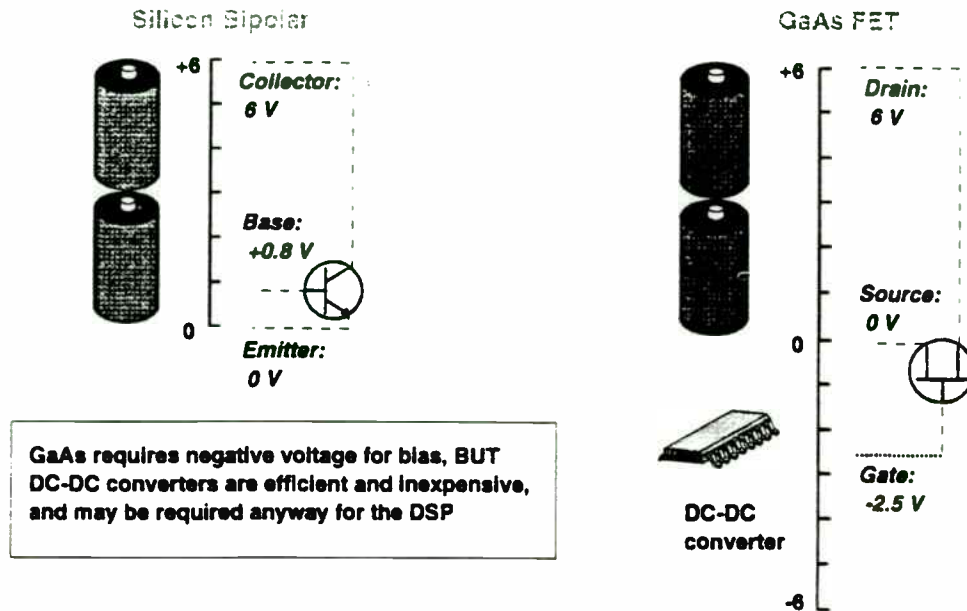 Silicon Bipolar
+6
Collector:
6 V
Base:
+0.8 V
0
Emitter:
0 V
GaAs requires negative voltage for bias, BUT
DC-DC converters are efficient and inexpensive,
and may be required anyway for the DSP
GaAs FET
+6
Drain:
6 V
Source:
0 V
0
Gate:
-2.5 V
DC-DC
converter
-6